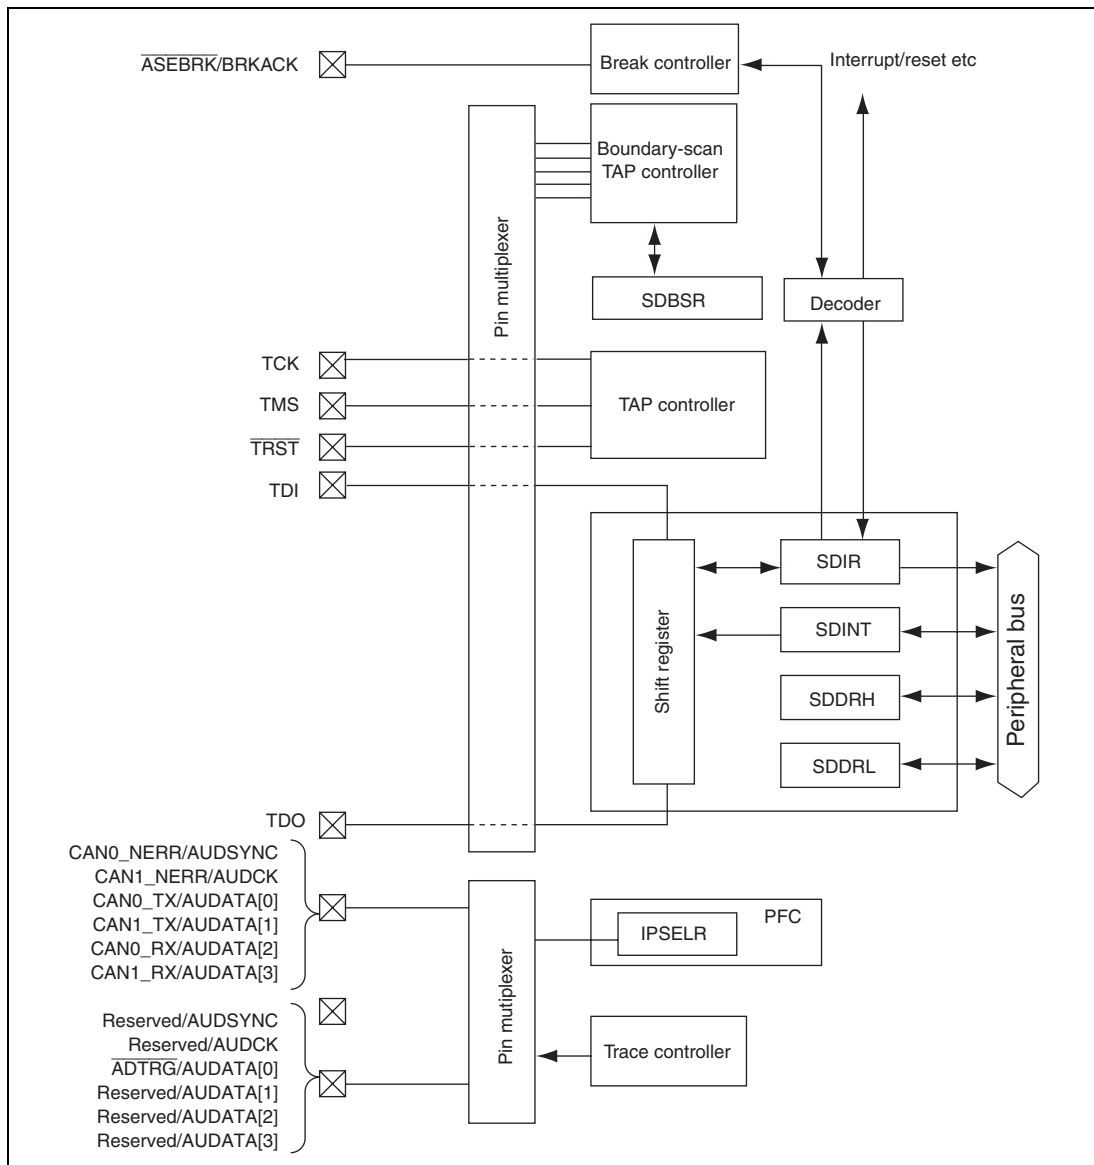 A̅S̅E̅B̅R̅K̅/BRKACK
Break controller
Interrupt/reset etc
Boundary-scan
TAP controller
Pin multiplexer
SDBSR
Decoder
TCK
TMS
T̅R̅S̅T̅
TDI
TAP controller
Shift register
SDIR
SDINT
SDDRH
SDDRL
Peripheral bus
TDO
CAN0_NERR/AUDSYNC
CAN1_NERR/AUDCK
CAN0_TX/AUDATA[0]
CAN1_TX/AUDATA[1]
CAN0_RX/AUDATA[2]
CAN1_RX/AUDATA[3]
Pin mutiplexer
PFC
IPSELR
Reserved/AUDSYNC
Reserved/AUDCK
A̅D̅T̅R̅G̅/AUDATA[0]
Reserved/AUDATA[1]
Reserved/AUDATA[2]
Reserved/AUDATA[3]
Trace controller